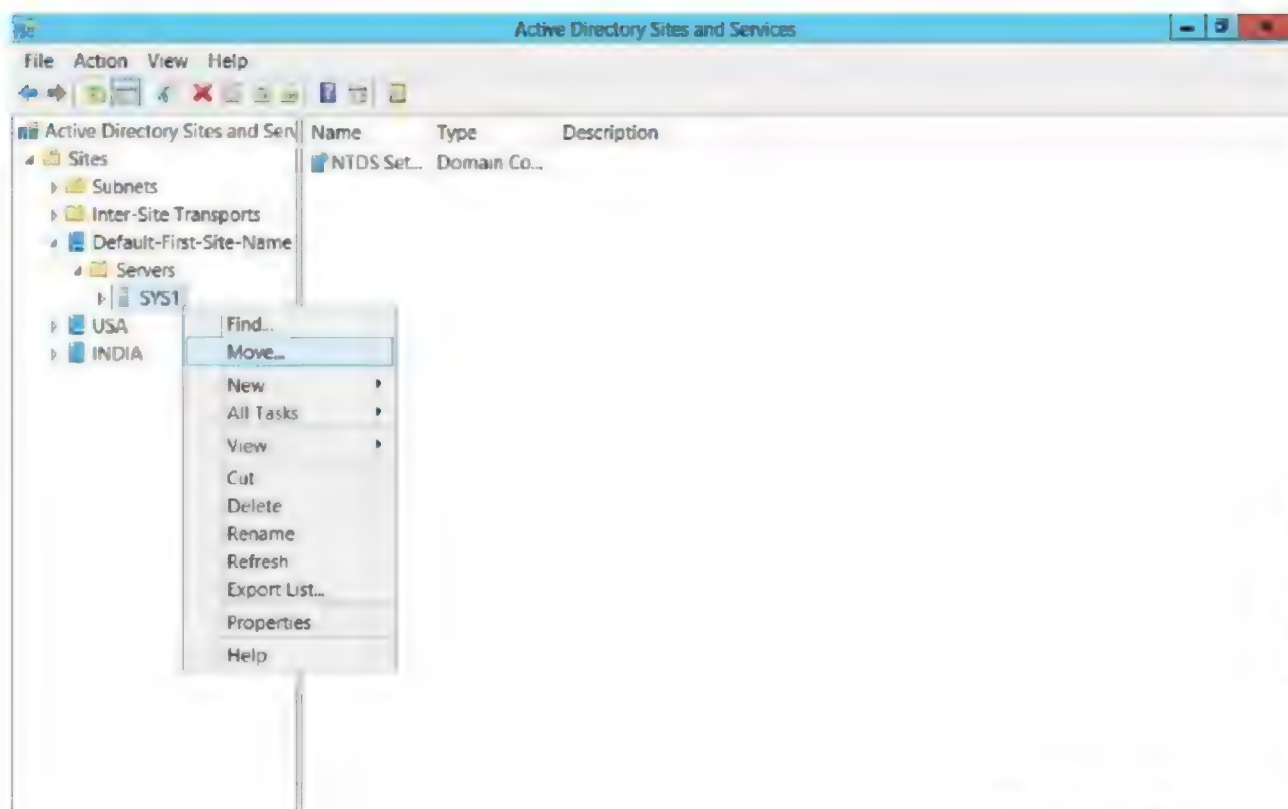 Active Directory Sites and Services
File Action View Help
Active Directory Sites and Serv
Name Type Description
Sites
NTDS Set... Domain Co...
Subnets
Inter-Site Transports
Default-First-Site-Name
Servers
SYS1
USA
INDIA
Find...
Move...
New
All Tasks
View
Cut
Delete
Rename
Refresh
Export List...
Properties
Help